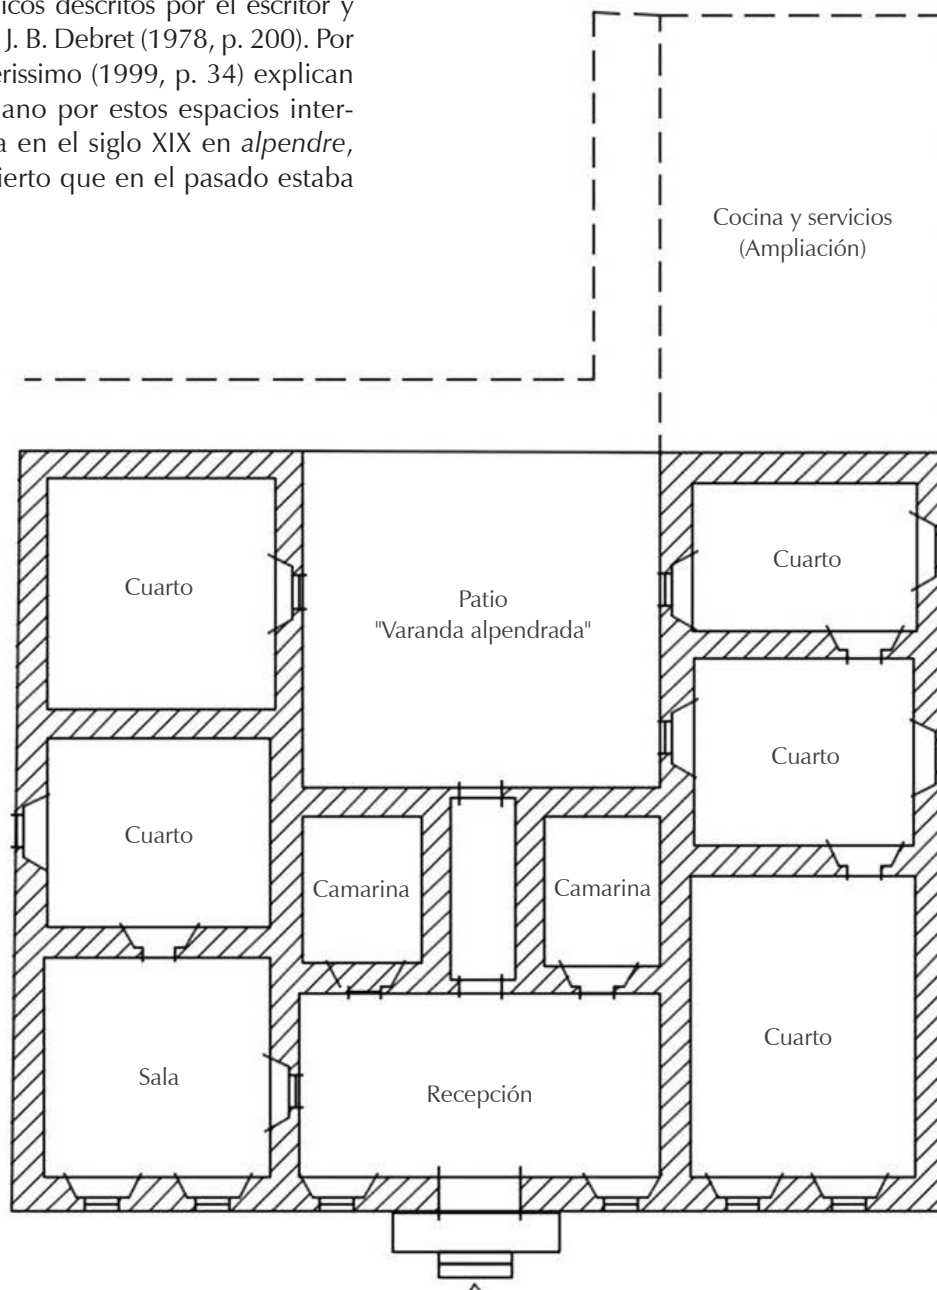 icos descritos por el escritor y
J. B. Debret (1978, p. 200). Por
erissimo (1999, p. 34) explican
ano por estos espacios inter-
a en el siglo XIX en alpendre,
ierto que en el pasado estaba
Cocina y servicios
(Ampliación)
Cuarto
Patio
"Varanda alpendrada"
Cuarto
Cuarto
Cuarto
Camarina
Camarina
Sala
Recepción
Cuarto